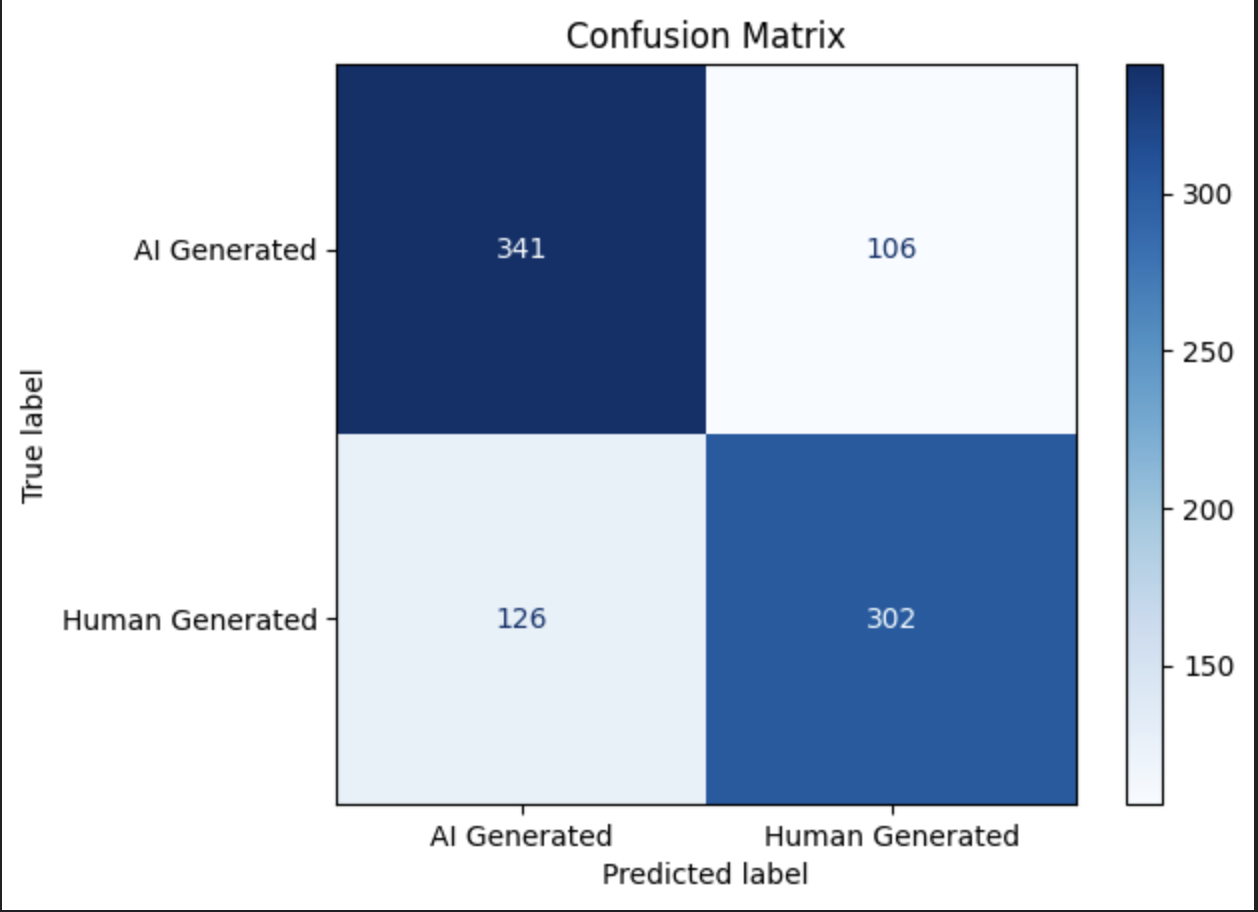 Confusion Matrix
AI Generated
341
106
300
250
200
150
True label
Human Generated
126
302
AI Generated
Human Generated
Predicted label